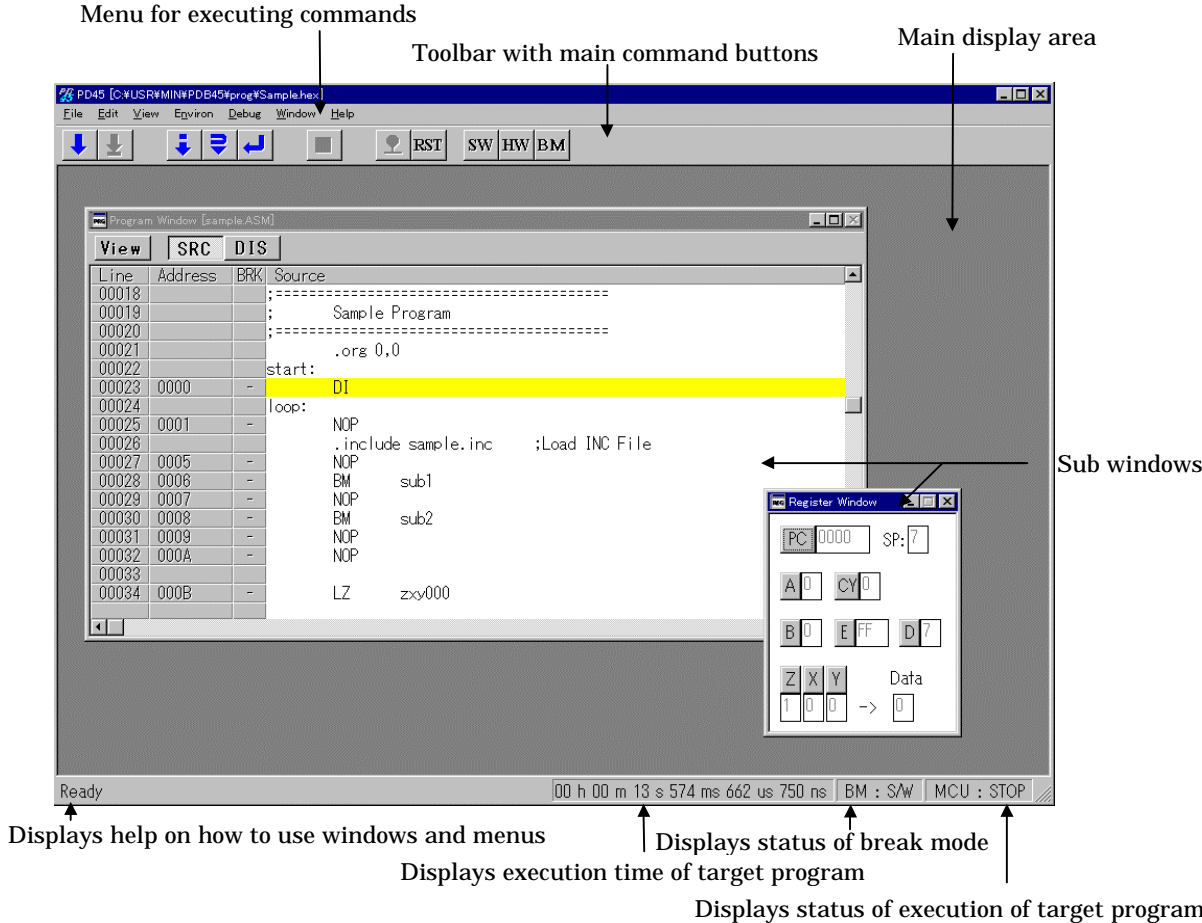 Menu for executing commands
Toolbar with main command buttons
Main display area
PD45 [C:¥USR¥MIN¥PDB45¥prog¥Sample.hex]
File Edit View Environ Debug Window Help
RST SW HW BM
PRG Program Window [sample.ASM]
View SRC DIS
Line Address BRK Source
00018 ;========================================
00019 ; Sample Program
00020 ;========================================
00021 .org 0,0
00022 start:
00023 0000 - DI
00024 loop:
00025 0001 - NOP
00026 .include sample.inc ;Load INC File
00027 0005 - NOP
00028 0006 - BM sub1
00029 0007 - NOP
00030 0008 - BM sub2
00031 0009 - NOP
00032 000A - NOP
00033
00034 000B - LZ zxy000
Sub windows
REG Register Window
PC 0000 SP: 7
A 0 CY 0
B 0 E FF D 7
Z X Y Data
1 0 0 -> 0
Ready
00 h 00 m 13 s 574 ms 662 us 750 ns BM : S/W MCU : STOP
Displays help on how to use windows and menus
Displays status of break mode
Displays execution time of target program
Displays status of execution of target program